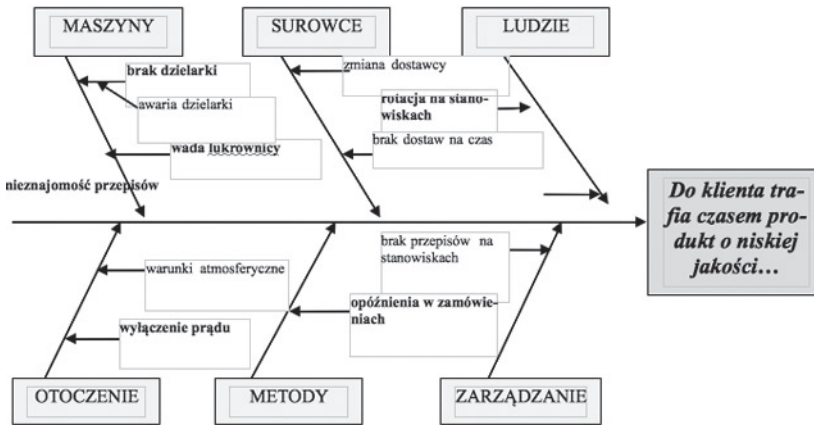 MASZYNY
SUROWCE
LUDZIE
brak dzielarki
zmiana dostawcy
awaria dzielarki
rotacja na stano-
wiskach
wada lukrownicy
brak dostaw na czas
nieznajomość przepisów
Do klienta tra-
fia czasem pro-
dukt o niskiej
jakości...
brak przepisów na
stanowiskach
warunki atmosferyczne
opóźnienia w zamówie-
niach
wyłączenie prądu
OTOCZENIE
METODY
ZARZĄDZANIE